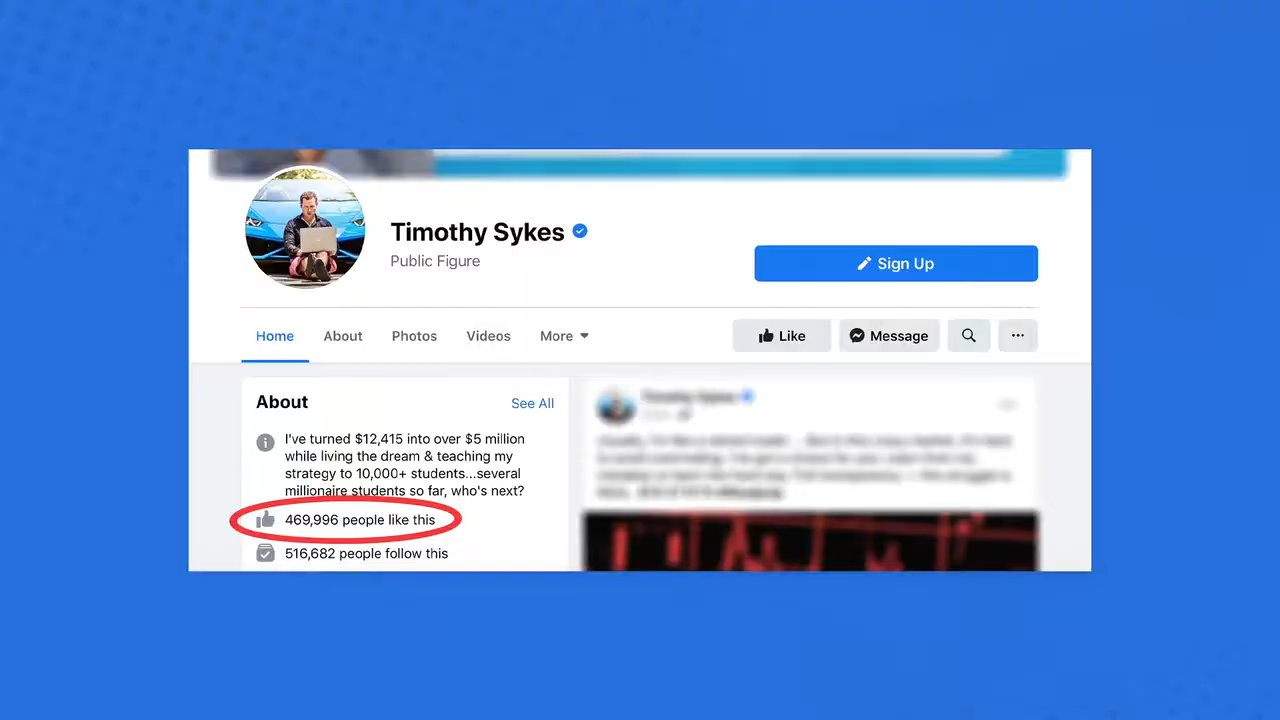 Timothy Sykes
Public Figure
Sign Up
Home About Photos Videos More
Like Message
About See All
I've turned $12,415 into over $5 million
while living the dream & teaching my
strategy to 10,000+ students...several
millionaire students so far, who's next?
469,996 people like this
516,682 people follow this
Timothy Sykes